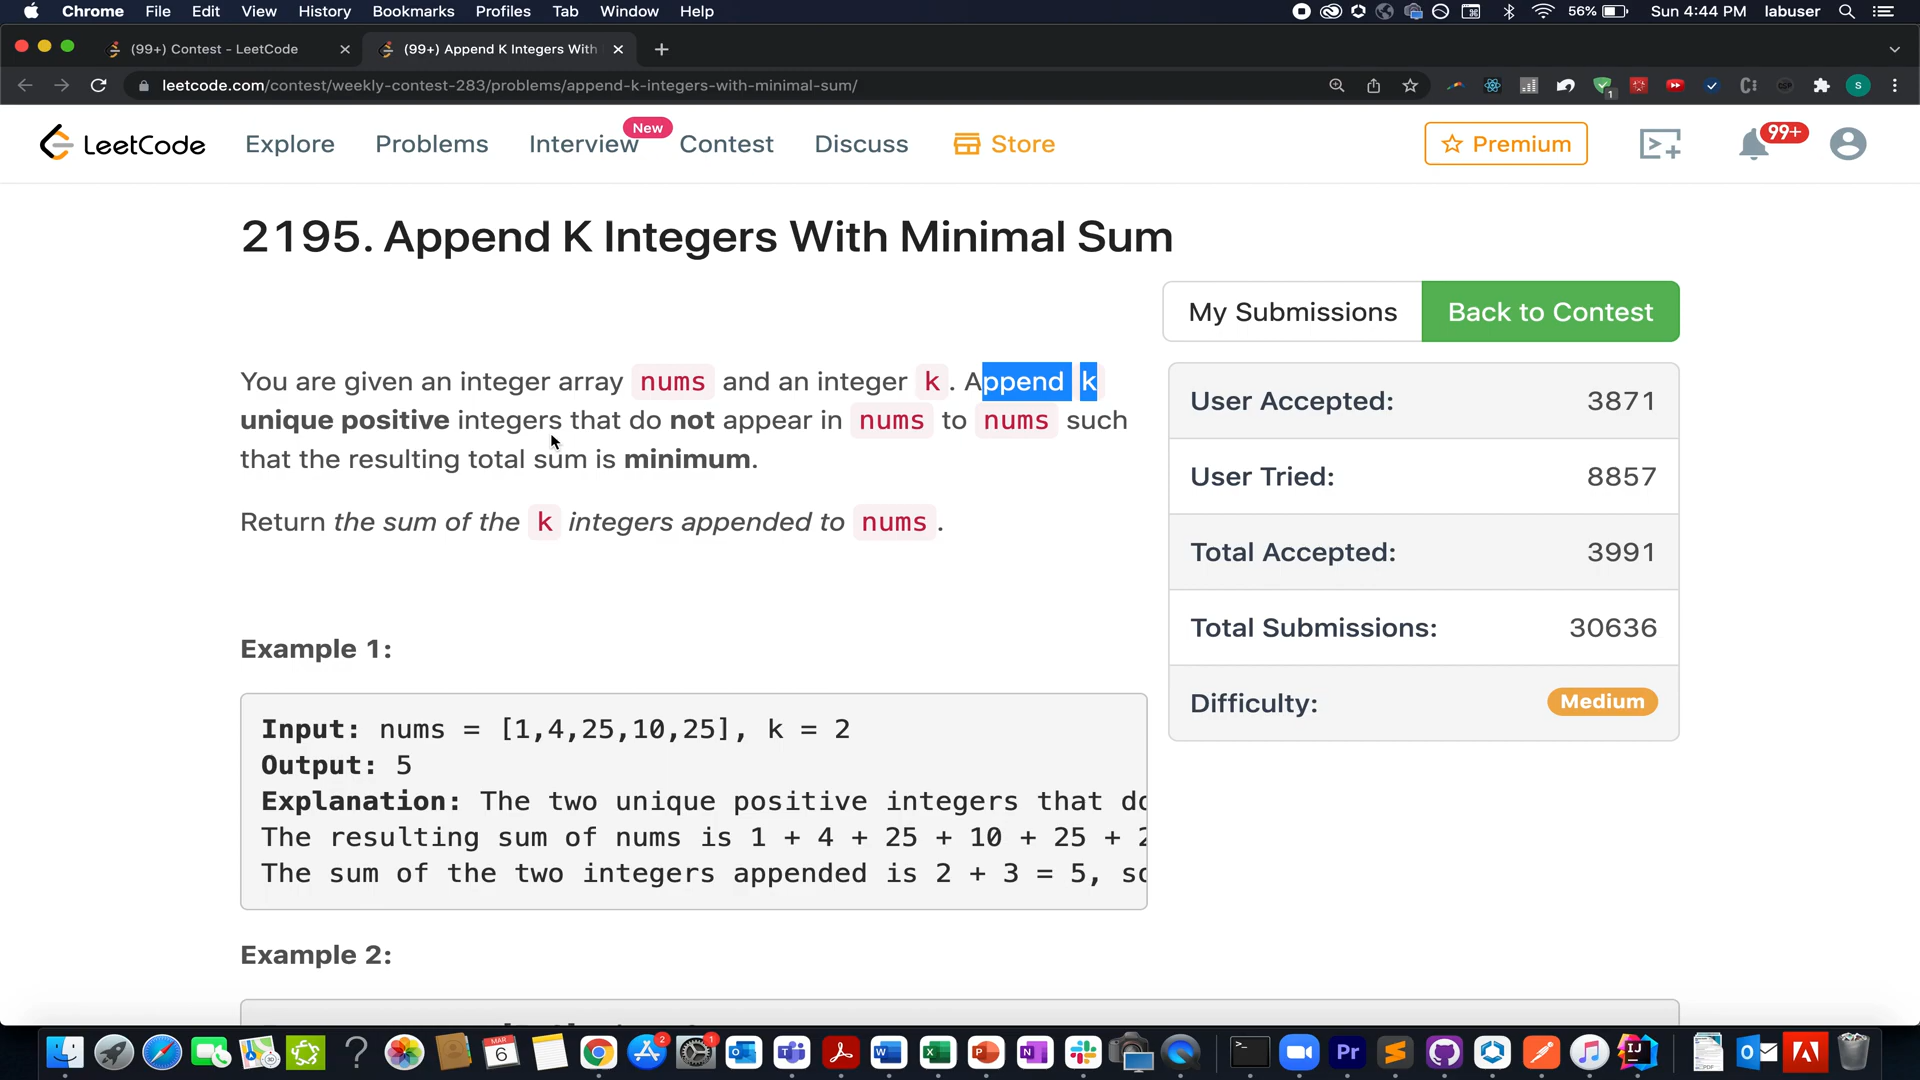 Chrome File Edit View History Bookmarks Profiles Tab Window Help 56% Sun 4:44 PM labuser
(99+) Contest - LeetCode (99+) Append K Integers With
leetcode.com/contest/weekly-contest-283/problems/append-k-integers-with-minimal-sum/
LeetCode Explore Problems Interview New Contest Discuss Store Premium 99+
2195. Append K Integers With Minimal Sum
My Submissions Back to Contest
You are given an integer array nums and an integer k. Append k
unique positive integers that do not appear in nums to nums such
that the resulting total sum is minimum.
Return the sum of the k integers appended to nums.
User Accepted: 3871
User Tried: 8857
Total Accepted: 3991
Total Submissions: 30636
Difficulty: Medium
Example 1:
Input: nums = [1,4,25,10,25], k = 2
Output: 5
Explanation: The two unique positive integers that do
The resulting sum of nums is 1 + 4 + 25 + 10 + 25 + 2
The sum of the two integers appended is 2 + 3 = 5, so
Example 2: